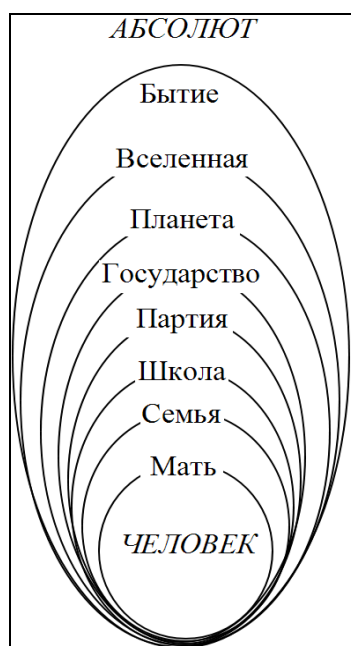 АБСОЛЮТ
Бытие
Вселенная
Планета
Государство
Партия
Школа
Семья
Мать
ЧЕЛОВЕК